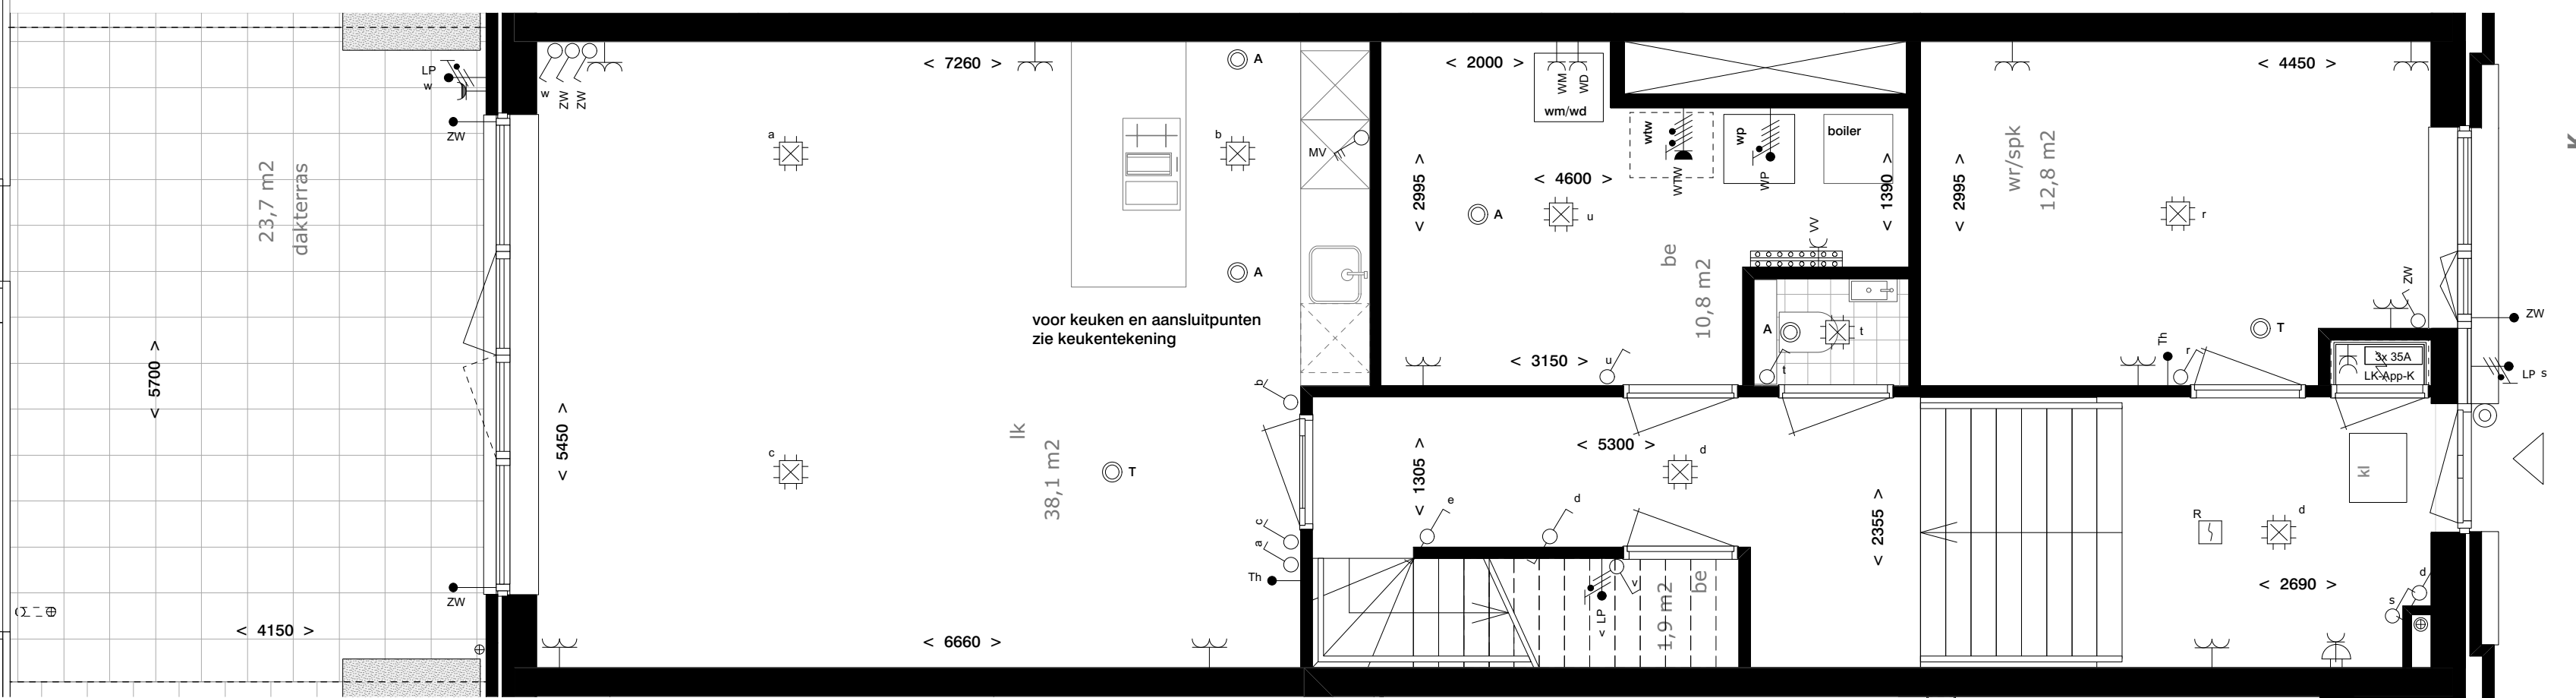 LP
w
ZW
23,7 m2
dakterras
< 5700 >
< 4150 >
ZW
w
ZW
ZW
< 7260 >
a
b
A
A
MV
voor keuken en aansluitpunten
zie keukentekening
< 5450 >
c
lk
38,1 m2
T
< 6660 >
b
c
a
Th
< 2000 >
WM
WD
wm/wd
wtw
WTW
wp
WP
boiler
< 2995 >
< 4600 >
< 1390 >
A
u
VV
be
10,8 m2
A
t
t
< 3150 >
u
< 1305 >
< 5300 >
d
e
d
< 2355 >
v
< LP
1,9 m2
be
< 4450 >
wr/spk
12,8 m2
< 2995 >
r
ZW
T
ZW
Th
r
3x 35A
LK-App-K
LP s
kl
R
d
< 2690 >
d
s
K